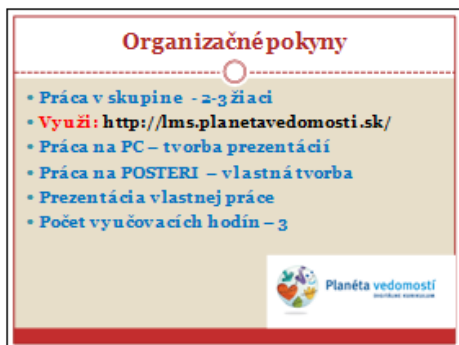 Organizačné pokyny
• Práca v skupine - 2-3 žiaci
• Využi: http://lms.planetavedomosti.sk/
• Práca na PC – tvorba prezentácií
• Práca na POSTERI – vlastná tvorba
• Prezentácia vlastnej práce
• Počet vyučovacích hodín – 3
Planéta vedomostí